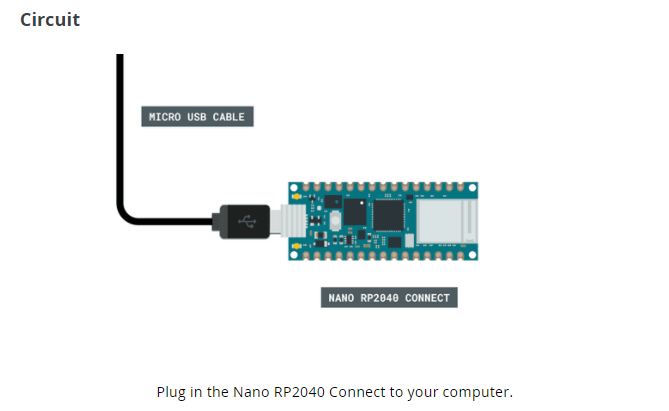 Circuit
MICRO USB CABLE
NANO RP2040 CONNECT
Plug in the Nano RP2040 Connect to your computer.